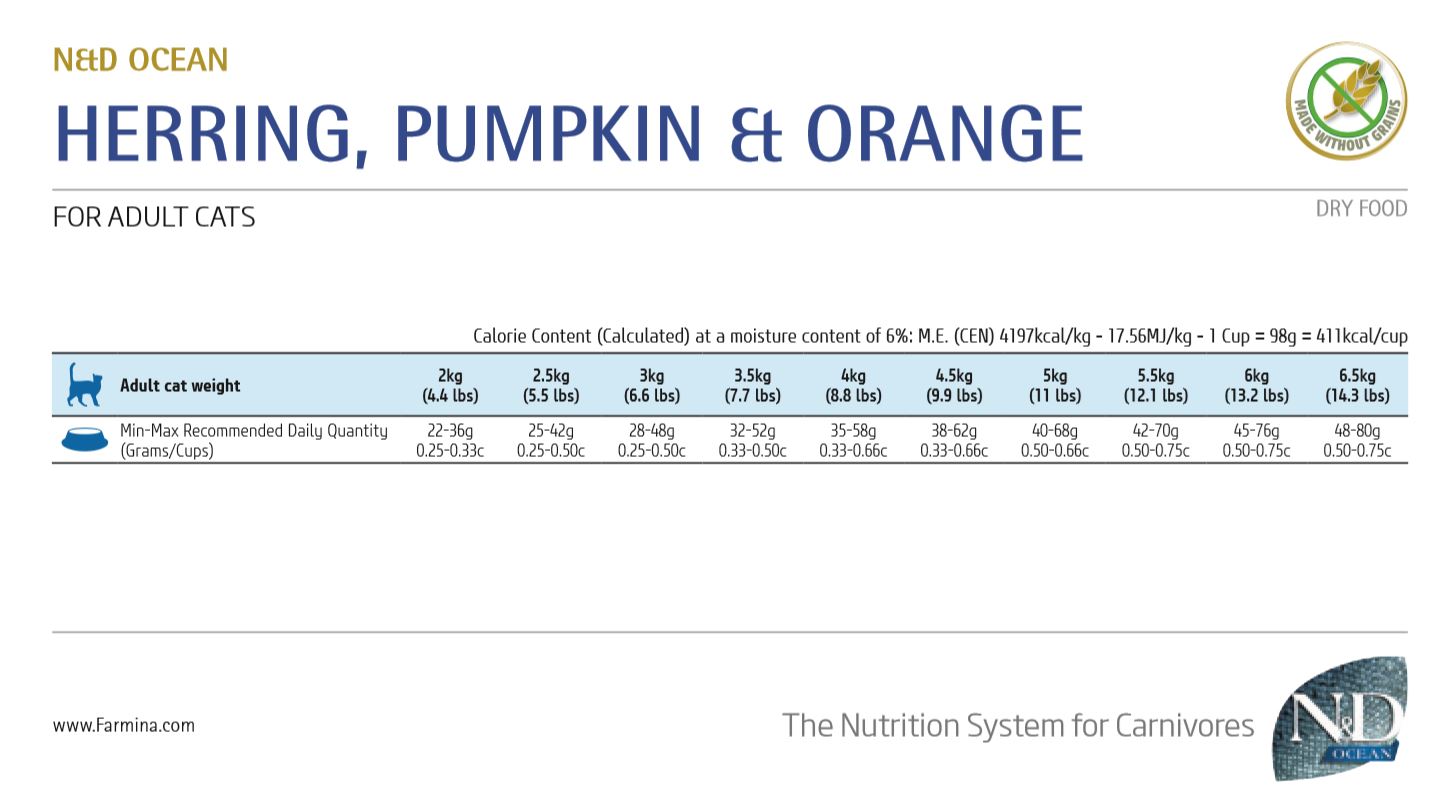 N&D OCEAN
HERRING, PUMPKIN & ORANGE
MADE WITHOUT GRAINS
FOR ADULT CATS
DRY FOOD
Calorie Content (Calculated) at a moisture content of 6%: M.E. (CEN) 4197kcal/kg - 17.56MJ/kg - 1 Cup = 98g = 411kcal/cup
Adult cat weight
2kg 2.5kg 3kg 3.5kg 4kg 4.5kg 5kg 5.5kg 6kg 6.5kg
(4.4 lbs) (5.5 lbs) (6.6 lbs) (7.7 lbs) (8.8 lbs) (9.9 lbs) (11 lbs) (12.1 lbs) (13.2 lbs) (14.3 lbs)
Min-Max Recommended Daily Quantity 22-36g 25-42g 28-48g 32-52g 35-58g 38-62g 40-68g 42-70g 45-76g 48-80g
(Grams/Cups) 0.25-0.33c 0.25-0.50c 0.25-0.50c 0.33-0.50c 0.33-0.66c 0.33-0.66c 0.50-0.66c 0.50-0.75c 0.50-0.75c 0.50-0.75c
www.Farmina.com
The Nutrition System for Carnivores
N&D
OCEAN